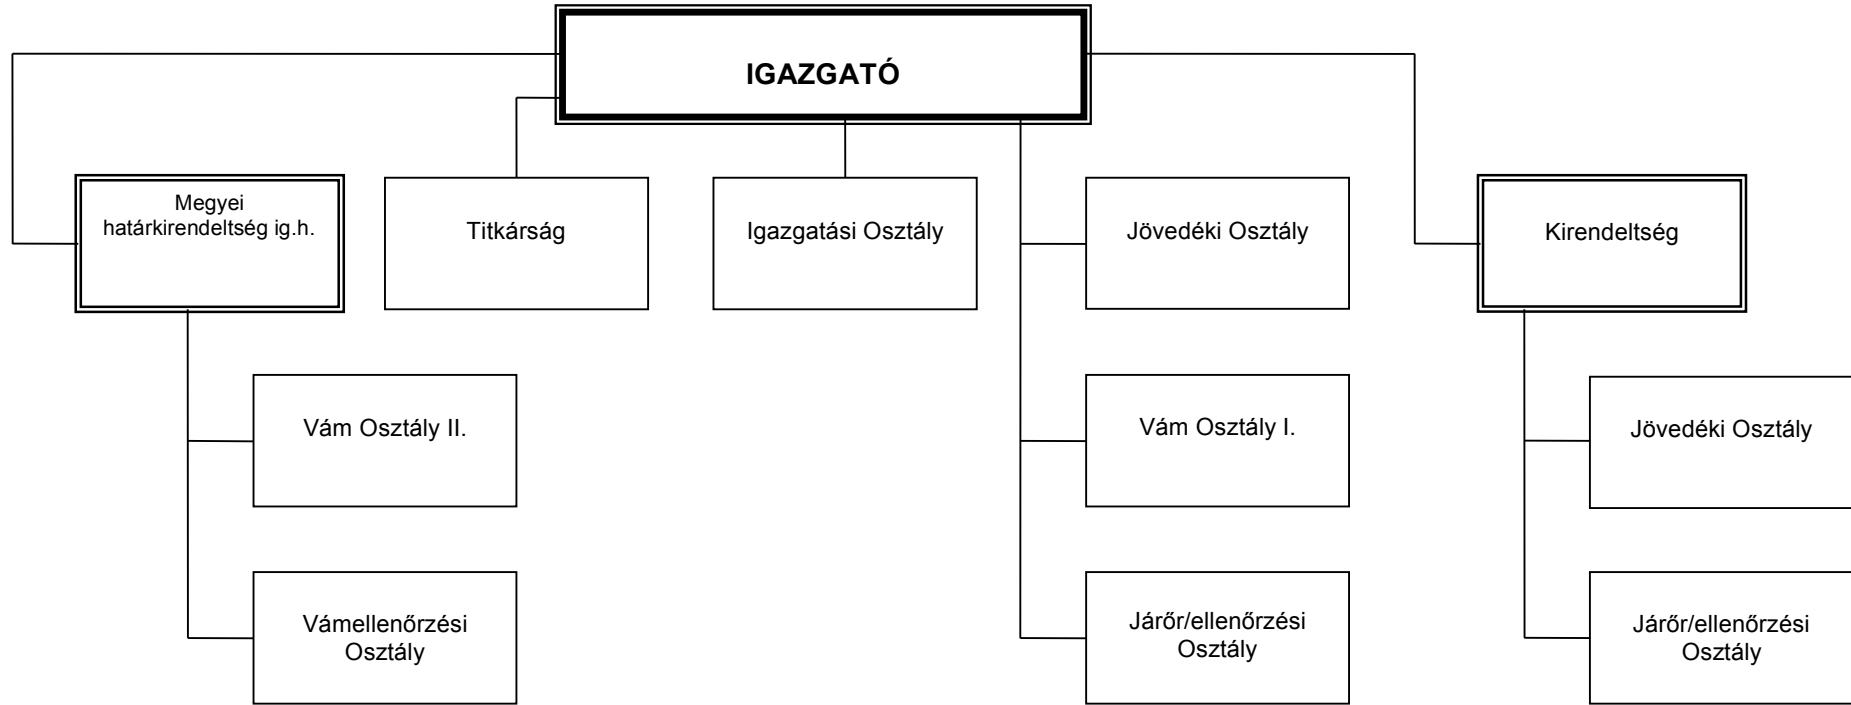 IGAZGATÓ
Megyei
határkirendeltség ig.h.
Titkárság
Igazgatási Osztály
Jövedéki Osztály
Kirendeltség
Vám Osztály II.
Vám Osztály I.
Jövedéki Osztály
Vámellenőrzési
Osztály
Járőr/ellenőrzési
Osztály
Járőr/ellenőrzési
Osztály